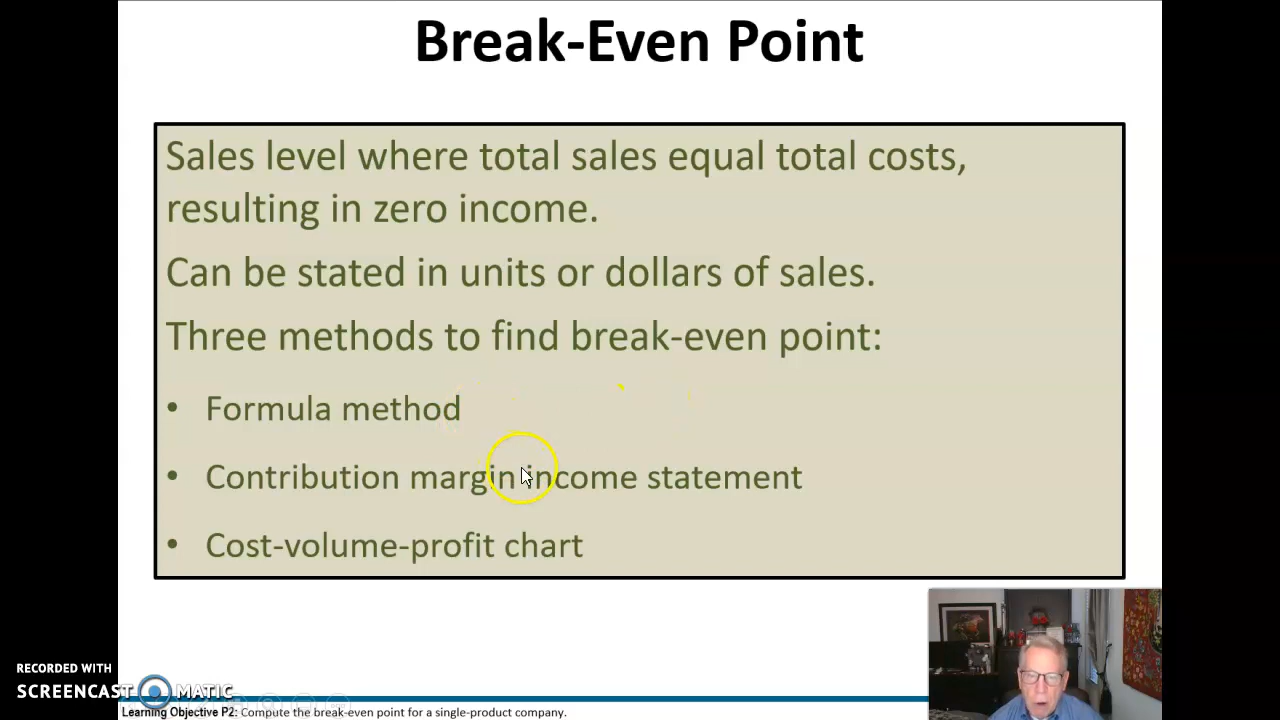 Break-Even Point
Sales level where total sales equal total costs,
resulting in zero income.
Can be stated in units or dollars of sales.
Three methods to find break-even point:
• Formula method
• Contribution margin income statement
• Cost-volume-profit chart
RECORDED WITH
SCREENCAST MATIC
Learning Objective P2: Compute the break-even point for a single-product company.